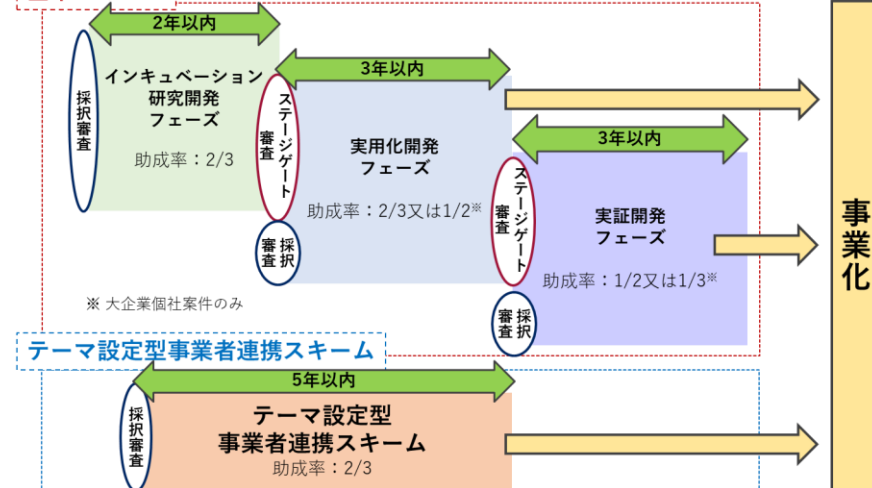 2年以内
採択審査
インキュベーション
研究開発
フェーズ
助成率：2/3
3年以内
ステージゲート
審査
採択
審査
実用化開発
フェーズ
助成率：2/3又は1/2※
3年以内
ステージゲート
審査
採択
審査
実証開発
フェーズ
助成率：1/2又は1/3※
※ 大企業個社案件のみ
事業化
テーマ設定型事業者連携スキーム
5年以内
採択審査
テーマ設定型
事業者連携スキーム
助成率：2/3